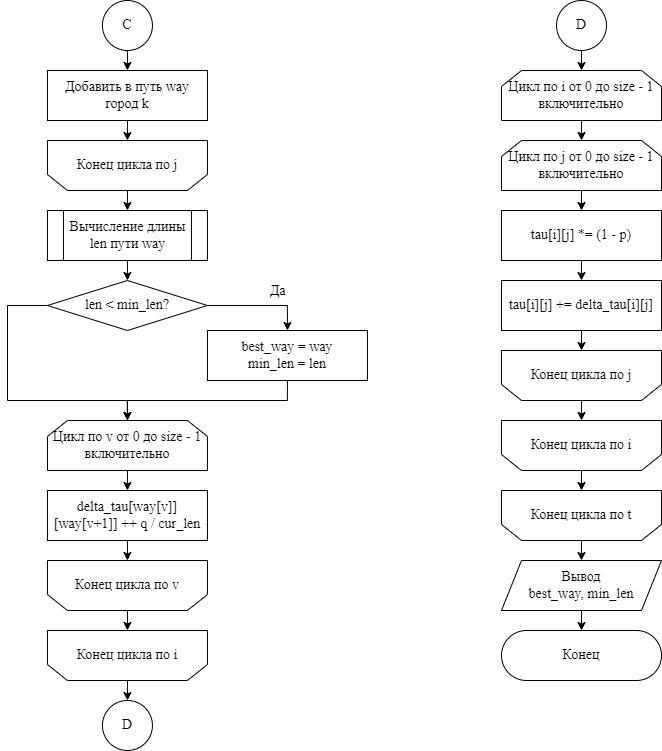 C
Добавить в путь way
город k
Конец цикла по j
Вычисление длины
len пути way
len < min_len?
Да
best_way = way
min_len = len
Цикл по v от 0 до size - 1
включительно
delta_tau[way[v]]
[way[v+1]] ++ q / cur_len
Конец цикла по v
Конец цикла по i
D
D
Цикл по i от 0 до size - 1
включительно
Цикл по j от 0 до size - 1
включительно
tau[i][j] *= (1 - p)
tau[i][j] += delta_tau[i][j]
Конец цикла по j
Конец цикла по i
Конец цикла по t
Вывод
best_way, min_len
Конец